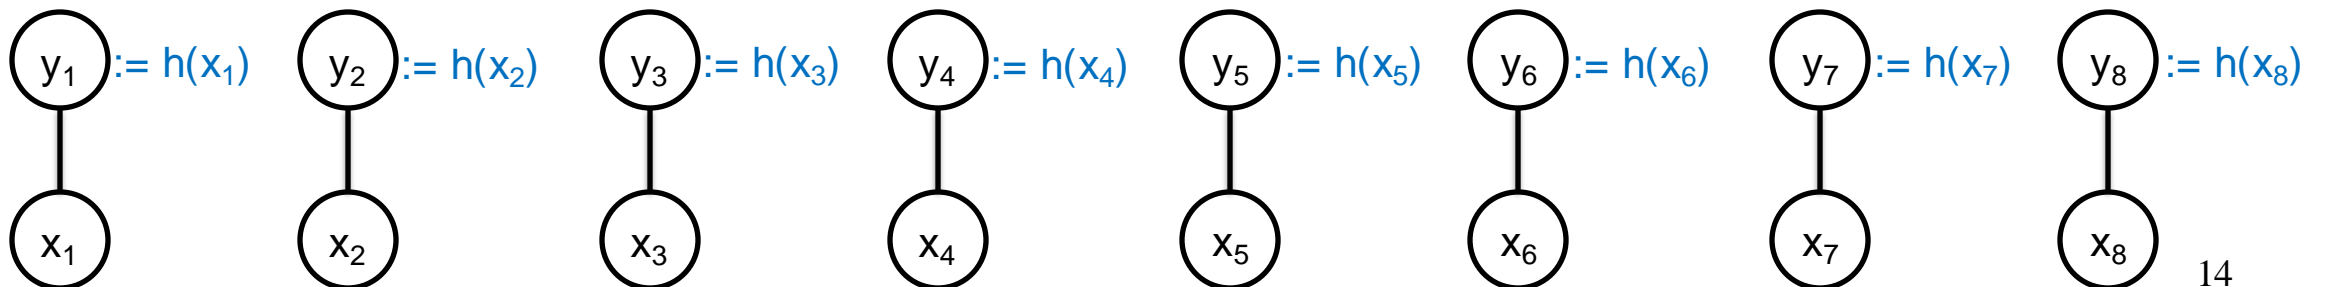 y₁ := h(x₁) y₂ := h(x₂) y₃ := h(x₃) y₄ := h(x₄) y₅ := h(x₅) y₆ := h(x₆) y₇ := h(x₇) y₈ := h(x₈)
x₁ x₂ x₃ x₄ x₅ x₆ x₇ x₈
14